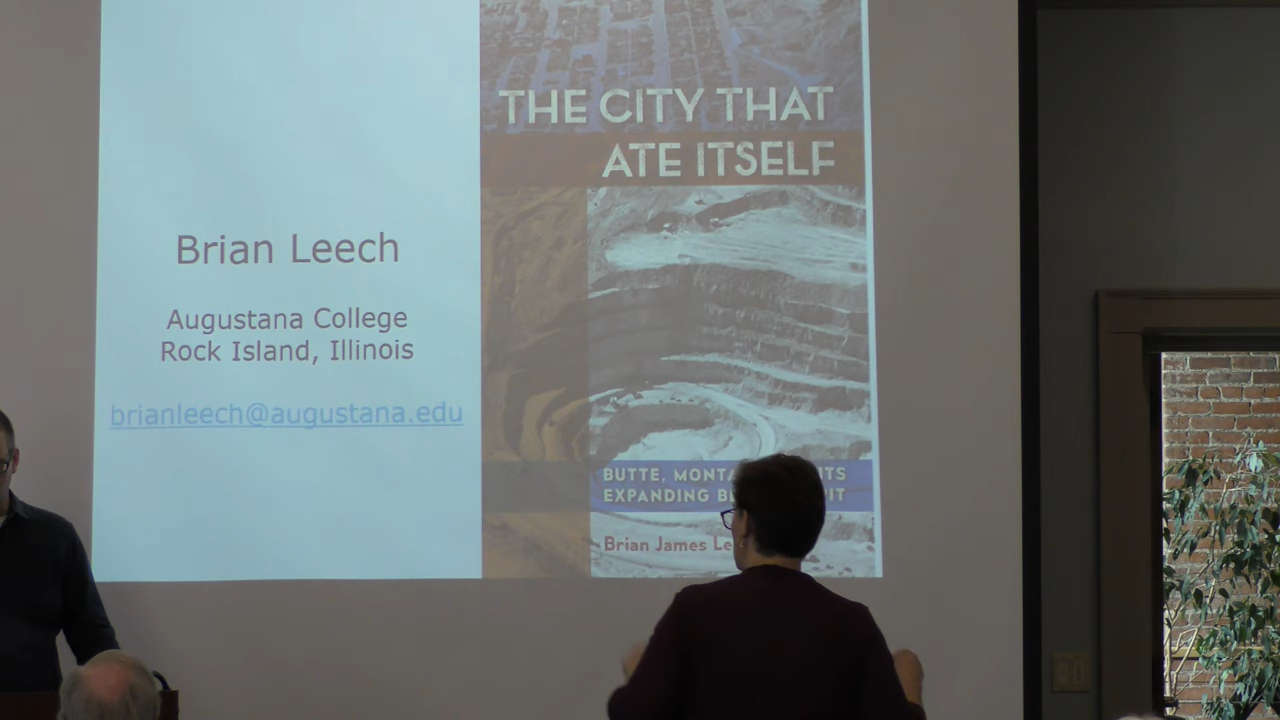 Brian Leech
Augustana College
Rock Island, Illinois
brianleech@augustana.edu
THE CITY THAT
ATE ITSELF
BUTTE, MONTA
EXPANDING
Brian James